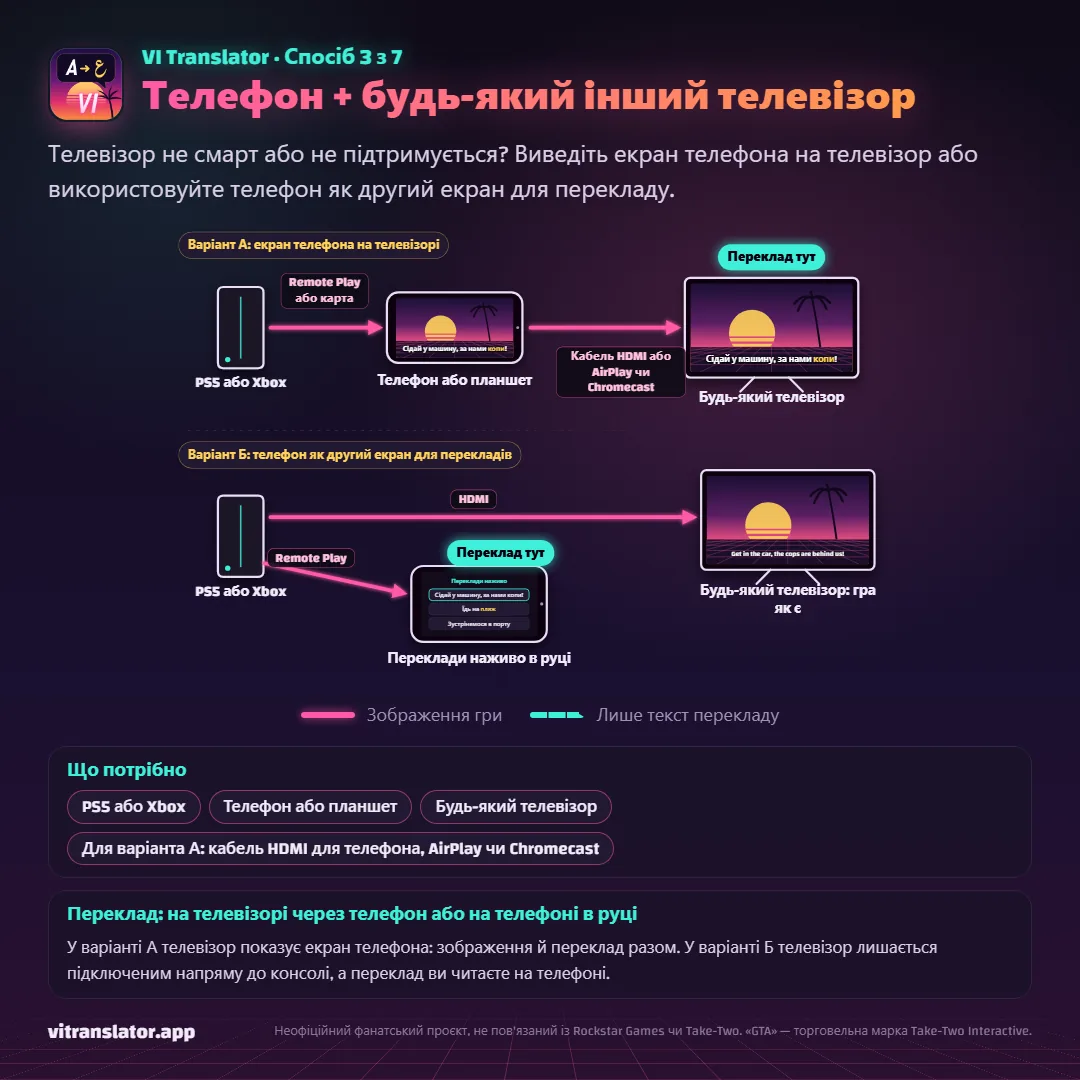 A→ع
VI
VI Translator · Спосіб 3 з 7
Телефон + будь-який інший телевізор
Телевізор не смарт або не підтримується? Виведіть екран телефона на телевізор або
використовуйте телефон як другий екран для перекладу.
Варіант А: екран телефона на телевізорі
Переклад тут
Remote Play
або карта
Сідай у машину, за нами копи!
Сідай у машину, за нами копи!
Кабель HDMI або
AirPlay чи
Chromecast
PS5 або Xbox
Телефон або планшет
Будь-який телевізор
Варіант Б: телефон як другий екран для перекладів
HDMI
Get in the car, the cops are behind us!
Remote Play
Переклад тут
Переклади наживо
Сідай у машину, за нами копи!
Їдь на пляж
Зустрінемося в порту
PS5 або Xbox
Будь-який телевізор: гра
як є
Переклади наживо в руці
Зображення гри
Лише текст перекладу
Що потрібно
PS5 або Xbox
Телефон або планшет
Будь-який телевізор
Для варіанта А: кабель HDMI для телефона, AirPlay чи Chromecast
Переклад: на телевізорі через телефон або на телефоні в руці
У варіанті А телевізор показує екран телефона: зображення й переклад разом. У варіанті Б телевізор лишається
підключеним напряму до консолі, а переклад ви читаєте на телефоні.
vitranslator.app
Неофіційний фанатський проєкт, не пов'язаний із Rockstar Games чи Take-Two. «GTA» — торговельна марка Take-Two Interactive.